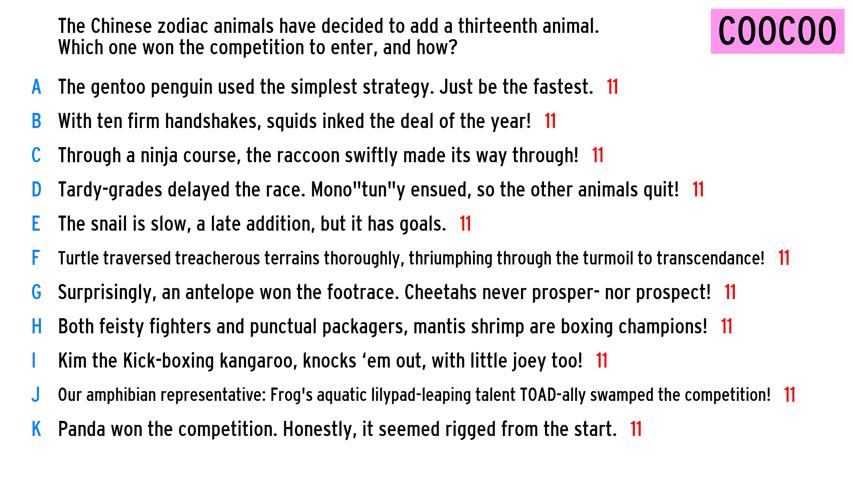 The Chinese zodiac animals have decided to add a thirteenth animal.
Which one won the competition to enter, and how?
COOCOO
A The gentoo penguin used the simplest strategy. Just be the fastest. 11
B With ten firm handshakes, squids inked the deal of the year! 11
C Through a ninja course, the raccoon swiftly made its way through! 11
D Tardy-grades delayed the race. Mono"tun"y ensued, so the other animals quit! 11
E The snail is slow, a late addition, but it has goals. 11
F Turtle traversed treacherous terrains thoroughly, thriumphing through the turmoil to transcendance! 11
G Surprisingly, an antelope won the footrace. Cheetahs never prosper- nor prospect! 11
H Both feisty fighters and punctual packagers, mantis shrimp are boxing champions! 11
I Kim the Kick-boxing kangaroo, knocks ‘em out, with little joey too! 11
J Our amphibian representative: Frog's aquatic lilypad-leaping talent TOAD-ally swamped the competition! 11
K Panda won the competition. Honestly, it seemed rigged from the start. 11